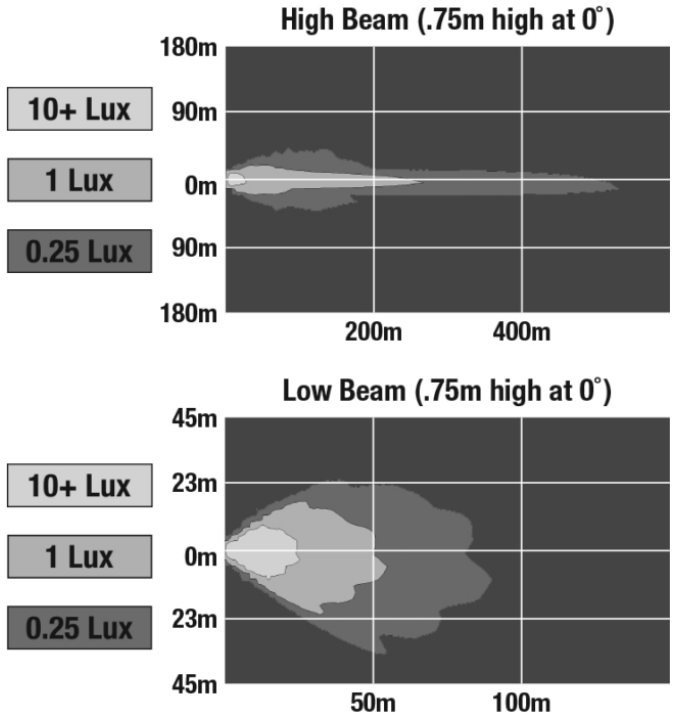 High Beam (.75m high at 0°)
180m
10+ Lux
90m
1 Lux
0m
0.25 Lux
90m
180m
200m 400m
Low Beam (.75m high at 0°)
45m
10+ Lux
23m
1 Lux
0m
0.25 Lux
23m
45m
50m 100m